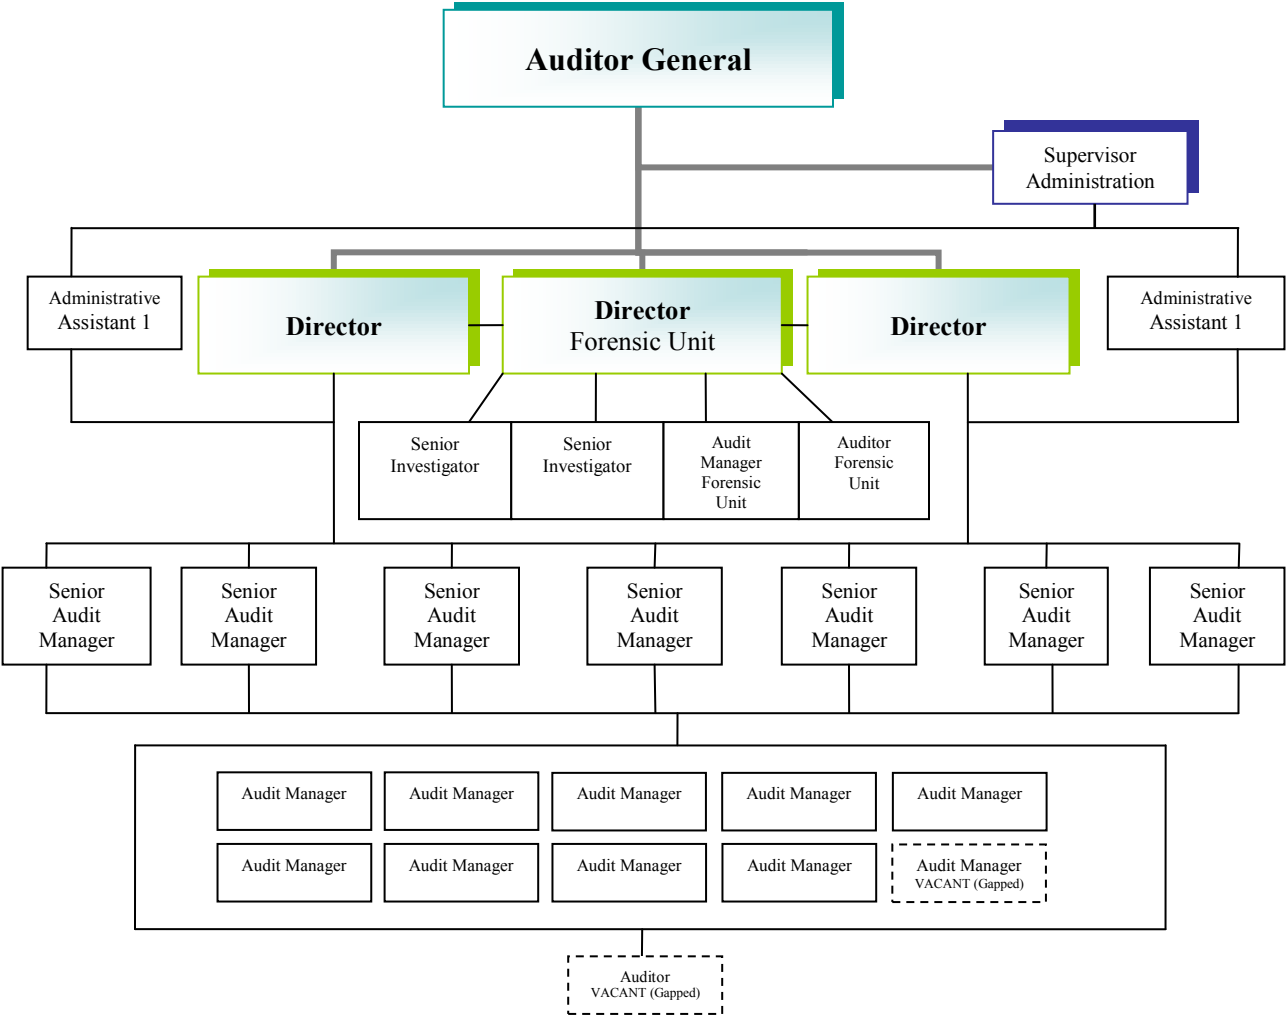 Auditor General
Supervisor
Administration
Administrative
Assistant 1
Director
Director
Forensic Unit
Director
Administrative
Assistant 1
Senior
Investigator
Senior
Investigator
Audit
Manager
Forensic
Unit
Auditor
Forensic
Unit
Senior
Audit
Manager
Senior
Audit
Manager
Senior
Audit
Manager
Senior
Audit
Manager
Senior
Audit
Manager
Senior
Audit
Manager
Senior
Audit
Manager
Audit Manager
Audit Manager
Audit Manager
Audit Manager
Audit Manager
Audit Manager
Audit Manager
Audit Manager
Audit Manager
Audit Manager
VACANT (Gapped)
Auditor
VACANT (Gapped)